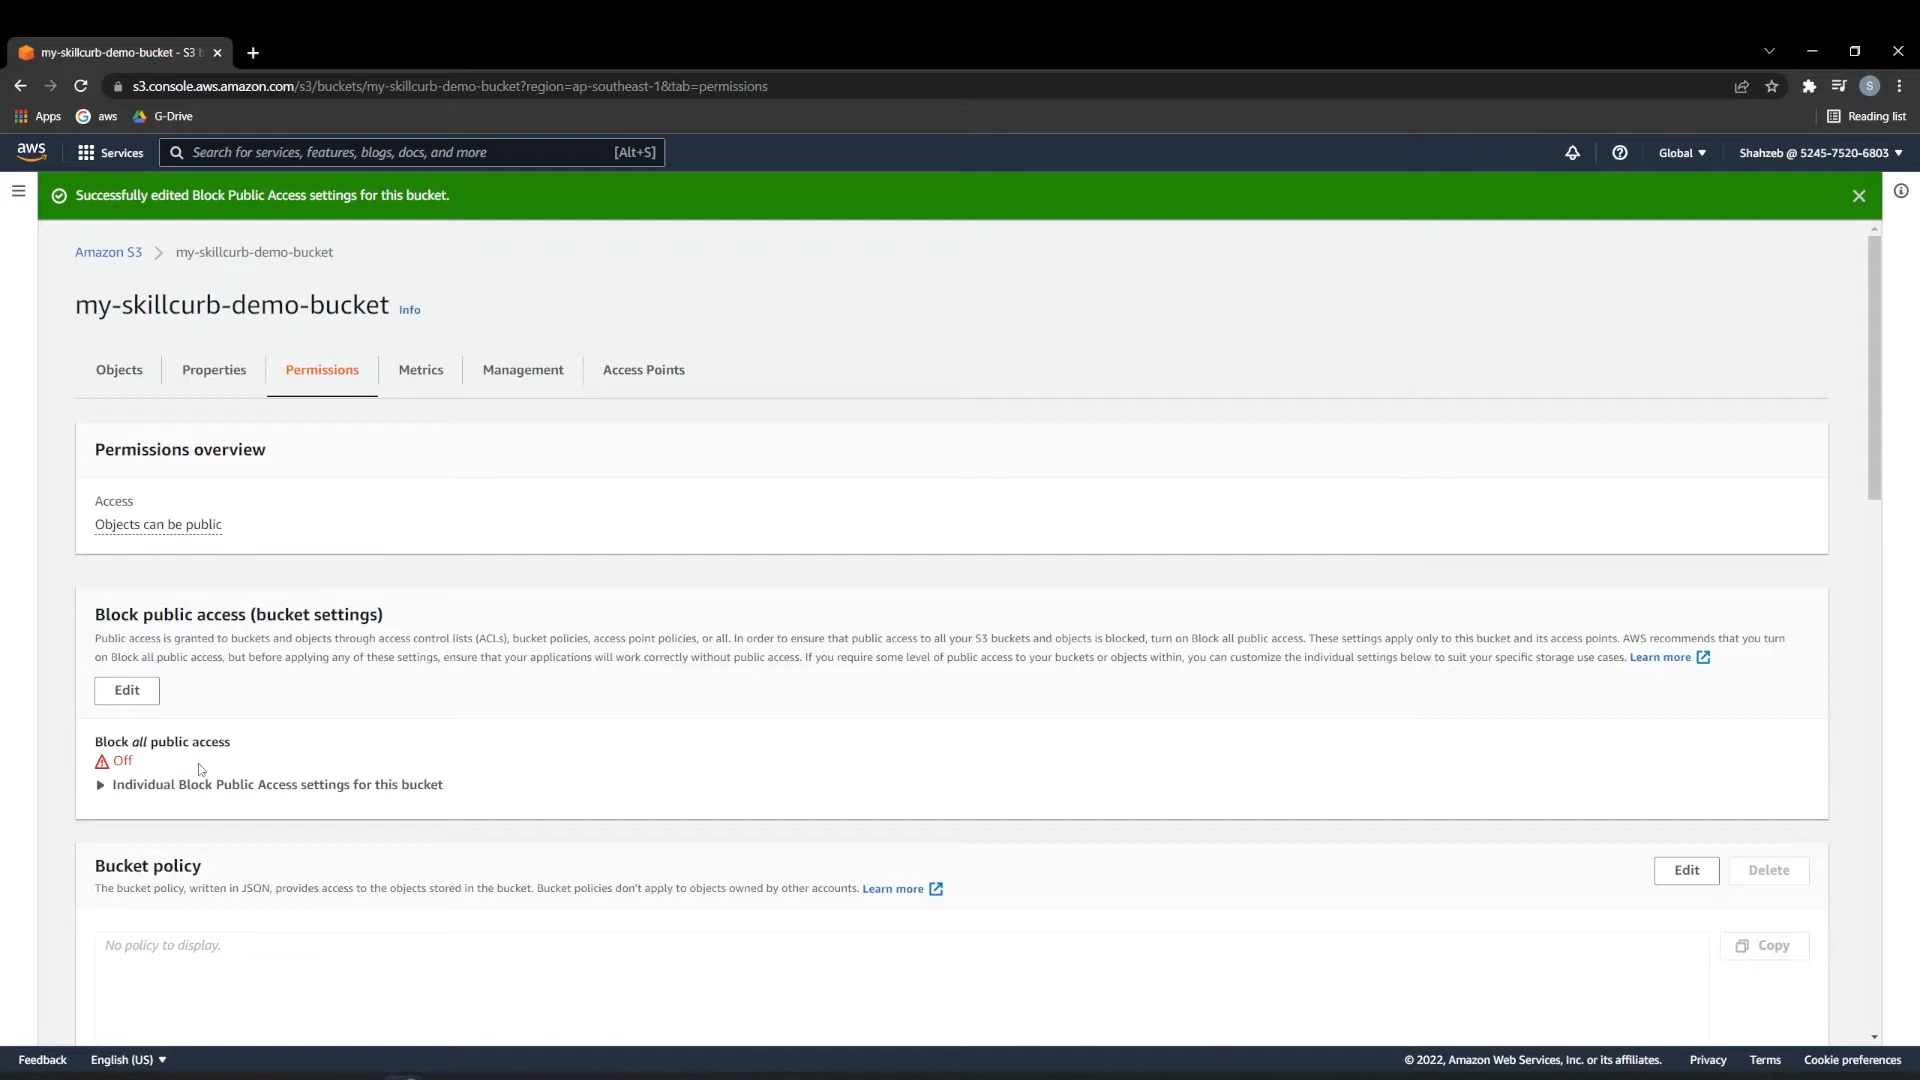 my-skillcurb-demo-bucket - S3 b
s3.console.aws.amazon.com/s3/buckets/my-skillcurb-demo-bucket?region=ap-southeast-1&tab=permissions
S
Apps
aws
G-Drive
Reading list
aws
Services
Search for services, features, blogs, docs, and more
[Alt+S]
Global
Shahzeb @ 5245-7520-6803
Successfully edited Block Public Access settings for this bucket.
Amazon S3
my-skillcurb-demo-bucket
my-skillcurb-demo-bucket Info
Objects
Properties
Permissions
Metrics
Management
Access Points
Permissions overview
Access
Objects can be public
Block public access (bucket settings)
Public access is granted to buckets and objects through access control lists (ACLs), bucket policies, access point policies, or all. In order to ensure that public access to all your S3 buckets and objects is blocked, turn on Block all public access. These settings apply only to this bucket and its access points. AWS recommends that you turn
on Block all public access, but before applying any of these settings, ensure that your applications will work correctly without public access. If you require some level of public access to your buckets or objects within, you can customize the individual settings below to suit your specific storage use cases. Learn more
Edit
Block all public access
Off
Individual Block Public Access settings for this bucket
Bucket policy
The bucket policy, written in JSON, provides access to the objects stored in the bucket. Bucket policies don't apply to objects owned by other accounts. Learn more
Edit
Delete
No policy to display.
Copy
Feedback
English (US)
© 2022, Amazon Web Services, Inc. or its affiliates.
Privacy
Terms
Cookie preferences